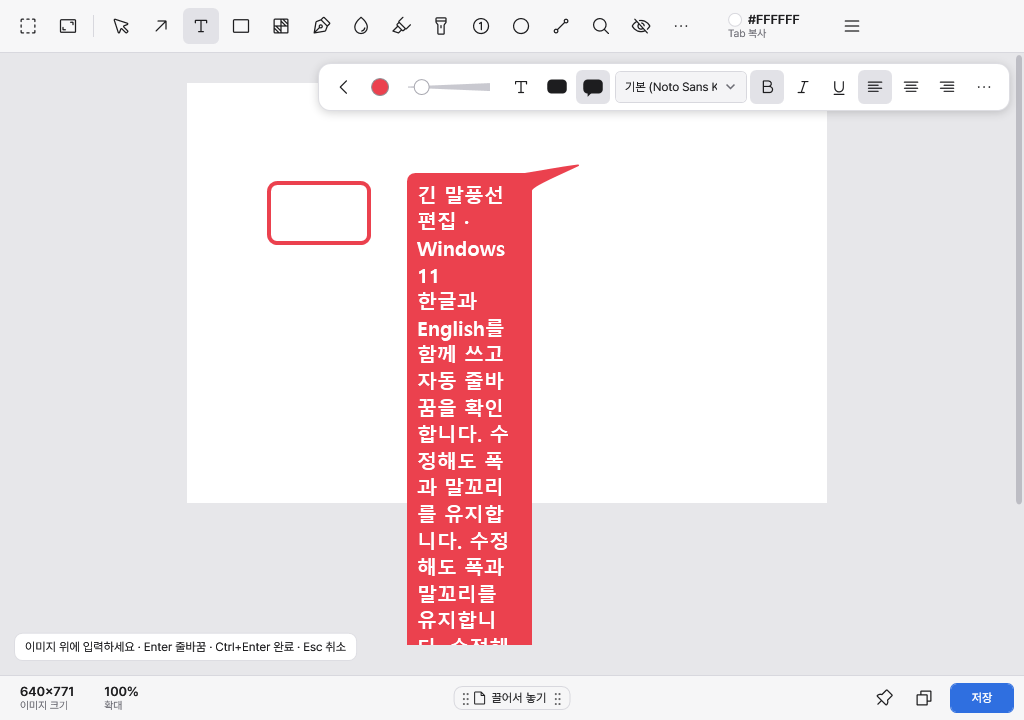 #FFFFFF
Tab 복사
기본 (Noto Sans K
긴 말풍선
편집 ·
Windows
11
한글과
English를
함께 쓰고
자동 줄바
꿈을 확인
합니다. 수
정해도 폭
과 말꼬리
를 유지합
니다. 수정
해도 폭과
말꼬리를
유지합니
다. 수정해
이미지 위에 입력하세요 · Enter 줄바꿈 · Ctrl+Enter 완료 · Esc 취소
640×771
이미지 크기
100%
확대
끌어서 놓기
저장